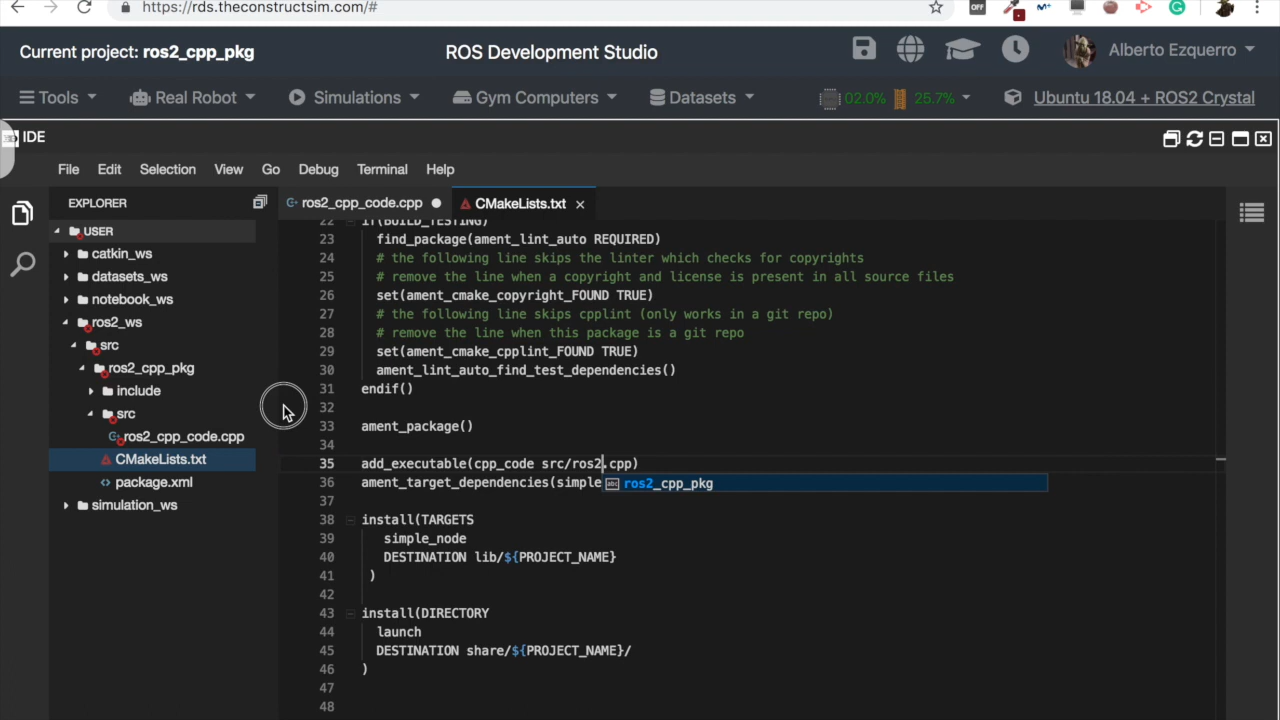 https://rds.theconstructsim.com/#
OFF
Current project: ros2_cpp_pkg
ROS Development Studio
Alberto Ezquerro
Tools
Real Robot
Simulations
Gym Computers
Datasets
02.0%
25.7%
Ubuntu 18.04 + ROS2 Crystal
IDE
File Edit Selection View Go Debug Terminal Help
EXPLORER
ros2_cpp_code.cpp
CMakeLists.txt
USER
catkin_ws
datasets_ws
notebook_ws
ros2_ws
src
ros2_cpp_pkg
include
src
ros2_cpp_code.cpp
CMakeLists.txt
package.xml
simulation_ws
22 if(BUILD_TESTING)
23 find_package(ament_lint_auto REQUIRED)
24 # the following line skips the linter which checks for copyrights
25 # remove the line when a copyright and license is present in all source files
26 set(ament_cmake_copyright_FOUND TRUE)
27 # the following line skips cpplint (only works in a git repo)
28 # remove the line when this package is a git repo
29 set(ament_cmake_cpplint_FOUND TRUE)
30 ament_lint_auto_find_test_dependencies()
31 endif()
32
33 ament_package()
34
35 add_executable(cpp_code src/ros2.cpp)
36 ament_target_dependencies(simple
abc ros2_cpp_pkg
37
38 install(TARGETS
39 simple_node
40 DESTINATION lib/${PROJECT_NAME}
41 )
42
43 install(DIRECTORY
44 launch
45 DESTINATION share/${PROJECT_NAME}/
46 )
47
48